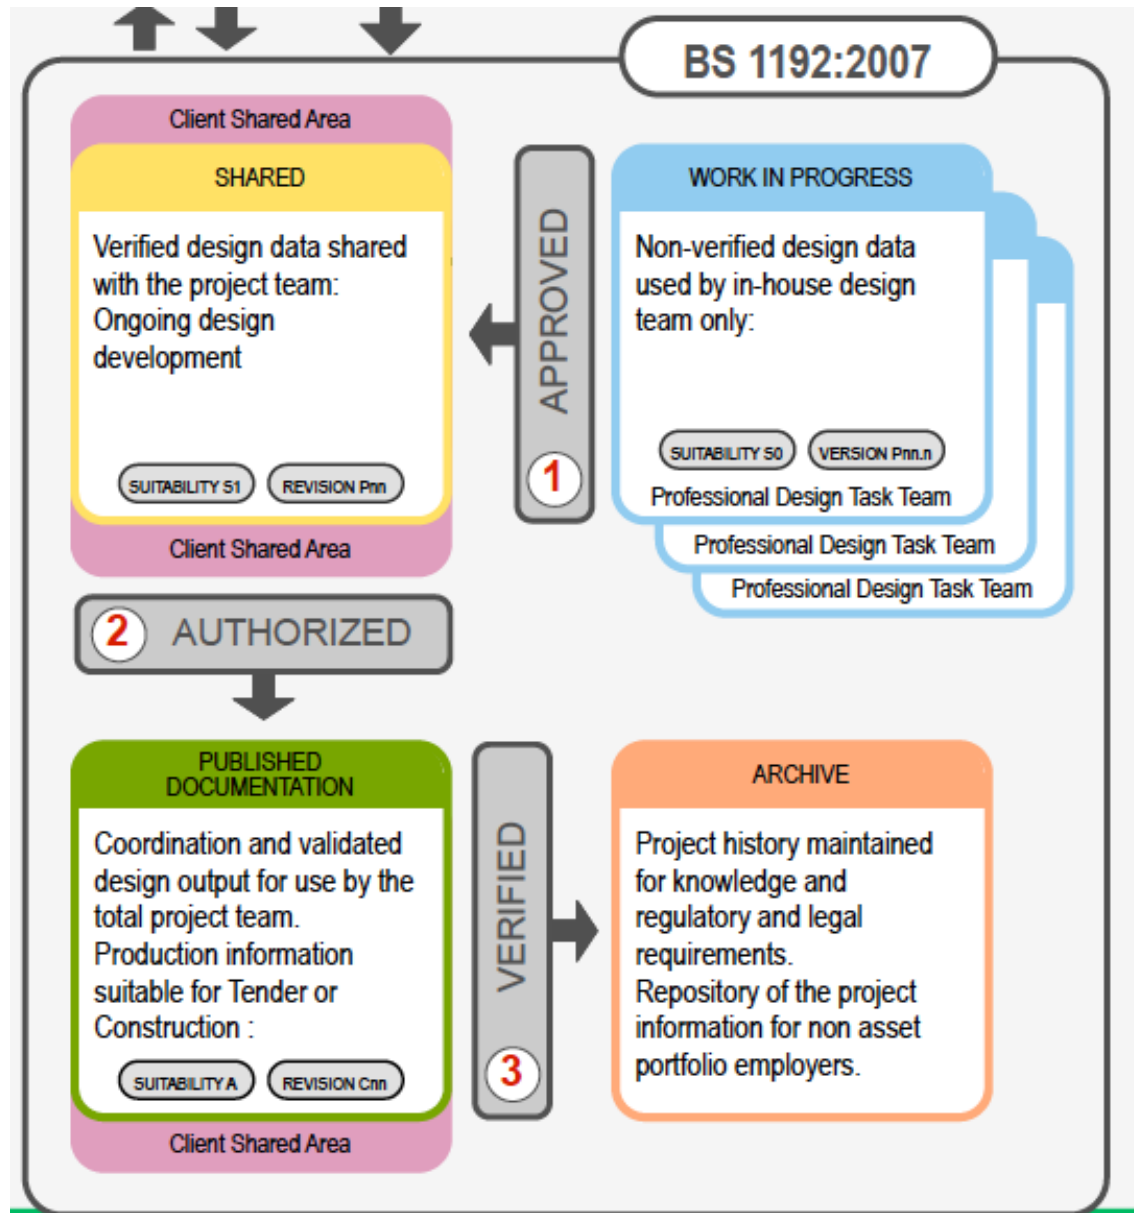 BS 1192:2007
Client Shared Area
SHARED
Verified design data shared
with the project team:
Ongoing design
development
SUITABILITY S1
REVISION Pnn
Client Shared Area
APPROVED
1
WORK IN PROGRESS
Non-verified design data
used by in-house design
team only:
SUITABILITY S0
VERSION Pnn.n
Professional Design Task Team
Professional Design Task Team
Professional Design Task Team
2 AUTHORIZED
PUBLISHED
DOCUMENTATION
Coordination and validated
design output for use by the
total project team.
Production information
suitable for Tender or
Construction :
SUITABILITY A
REVISION Cnn
Client Shared Area
VERIFIED
3
ARCHIVE
Project history maintained
for knowledge and
regulatory and legal
requirements.
Repository of the project
information for non asset
portfolio employers.